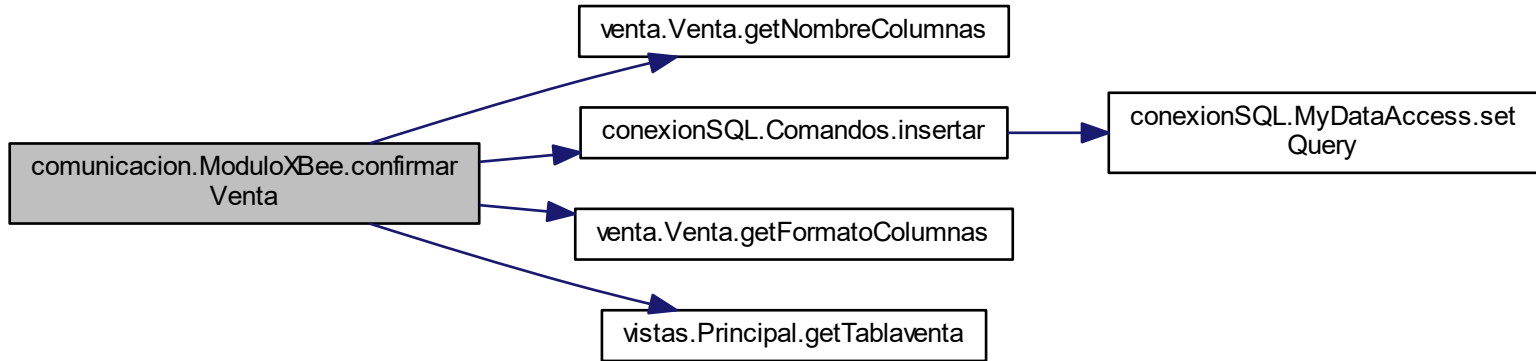 venta.Venta.getNombreColumnas
conexionSQL.Comandos.insertar
conexionSQL.MyDataAccess.set
Query
comunicacion.ModuloXBee.confirmar
Venta
venta.Venta.getFormatoColumnas
vistas.Principal.getTablaventa